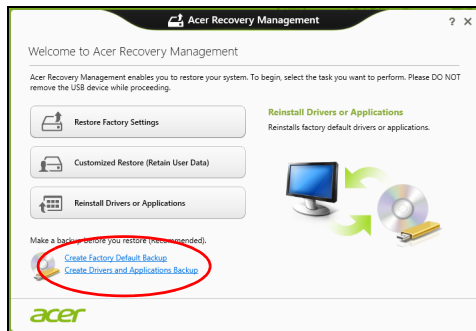 Acer Recovery Management
? X
Welcome to Acer Recovery Management
Acer Recovery Management enables you to restore your system. To begin, select the task you want to perform. Please DO NOT
remove the USB device while proceeding.
Restore Factory Settings
Customized Restore (Retain User Data)
Reinstall Drivers or Applications
Reinstall Drivers or Applications
Reinstalls factory default drivers or applications.
Make a backup before you restore (Recommended).
Create Factory Default Backup
Create Drivers and Applications Backup
acer